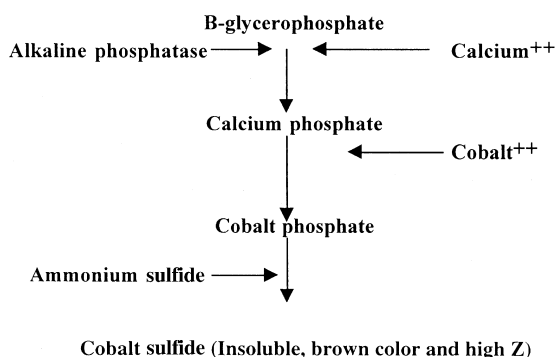 B-glycerophosphate
Alkaline phosphatase
Calcium++
Calcium phosphate
Cobalt++
Cobalt phosphate
Ammonium sulfide
Cobalt sulfide (Insoluble, brown color and high Z)